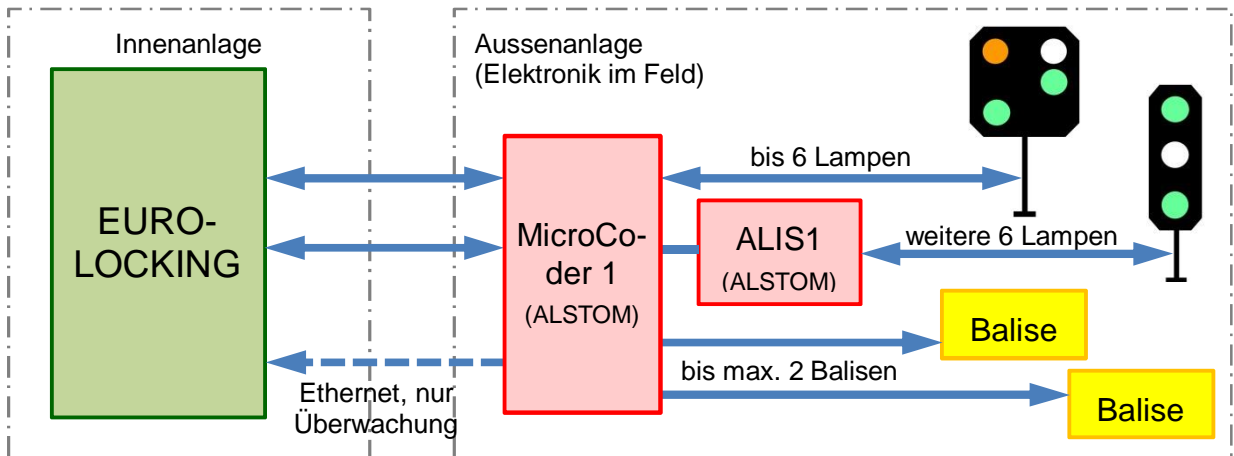 Innenanlage
EURO-
LOCKING
Aussenanlage
(Elektronik im Feld)
MicroCo-
der 1
(ALSTOM)
bis 6 Lampen
ALIS1
(ALSTOM)
weitere 6 Lampen
Balise
bis max. 2 Balisen
Balise
Ethernet, nur
Überwachung